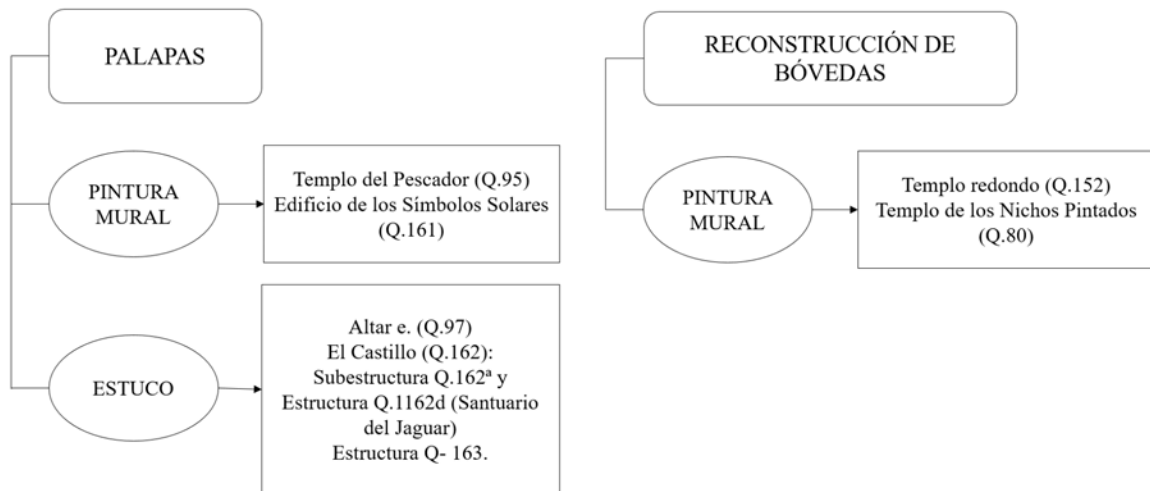 PALAPAS
PINTURA
MURAL
Templo del Pescador (Q.95)
Edificio de los Símbolos Solares
(Q.161)
ESTUCO
Altar e. (Q.97)
El Castillo (Q.162):
Subestructura Q.162ª y
Estructura Q.1162d (Santuario
del Jaguar)
Estructura Q- 163.
RECONSTRUCCIÓN DE
BÓVEDAS
PINTURA
MURAL
Templo redondo (Q.152)
Templo de los Nichos Pintados
(Q.80)